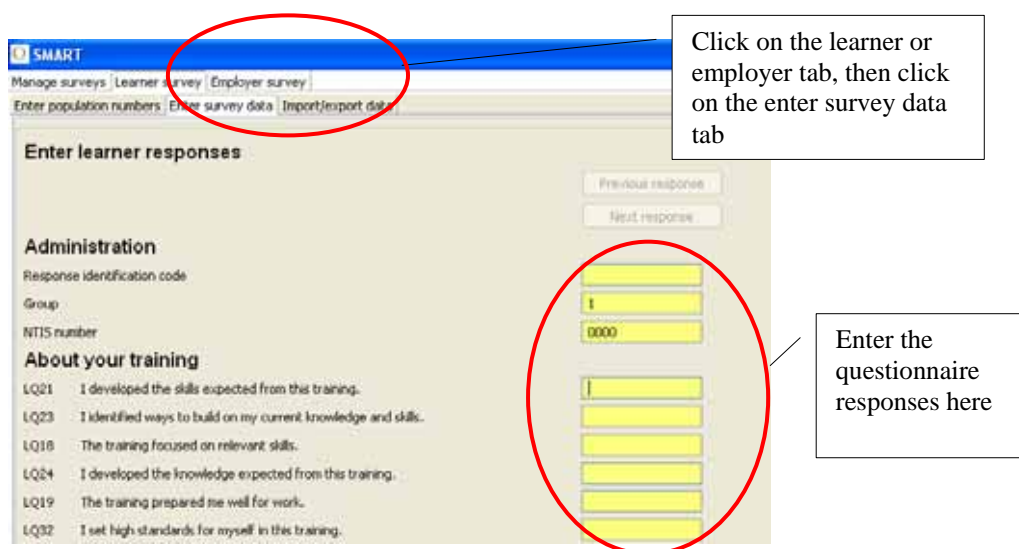 SMART
Manage surveys Learner survey Employer survey
Enter population numbers Enter survey data Import/export data
Click on the learner or
employer tab, then click
on the enter survey data
tab
Enter learner responses
Previous response
Next response
Administration
Response identification code
Group 1
NTIS number 0000
About your training
LQ21 I developed the skills expected from this training.
LQ23 I identified ways to build on my current knowledge and skills.
LQ18 The training focused on relevant skills.
LQ24 I developed the knowledge expected from this training.
LQ19 The training prepared me well for work.
LQ32 I set high standards for myself in this training.
Enter the
questionnaire
responses here